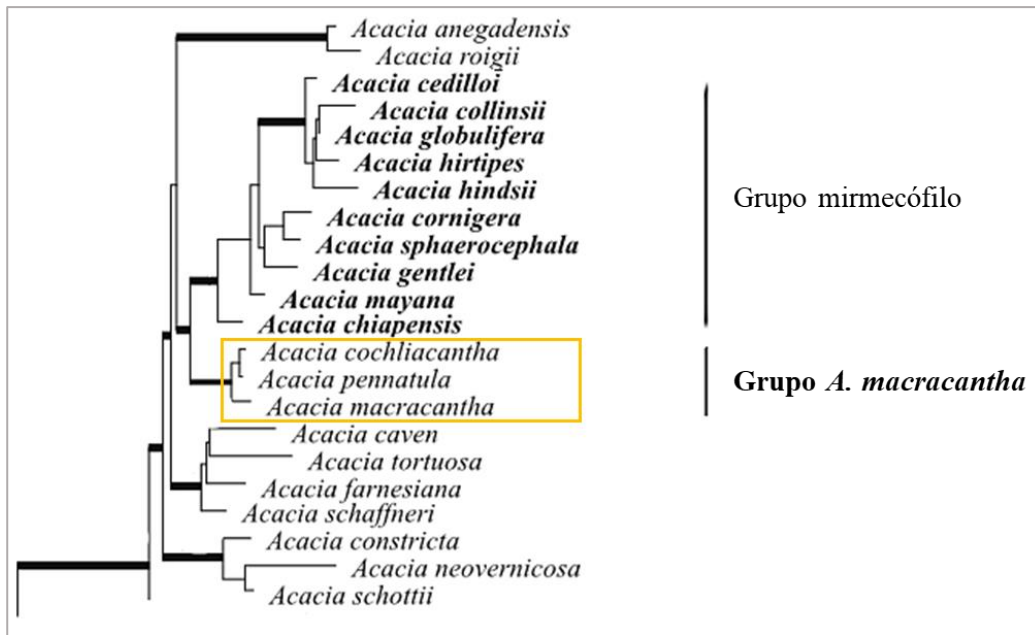 Acacia anegadensis
Acacia roigii
Acacia cedilloi
Acacia collinsii
Acacia globulifera
Acacia hirtipes
Acacia hindsii
Acacia cornigera
Acacia sphaerocephala
Acacia gentlei
Acacia mayana
Acacia chiapensis
Grupo mirmecófilo
Acacia cochliacantha
Acacia pennatula
Acacia macracantha
Grupo A. macracantha
Acacia caven
Acacia tortuosa
Acacia farnesiana
Acacia schaffneri
Acacia constricta
Acacia neovernicosa
Acacia schottii